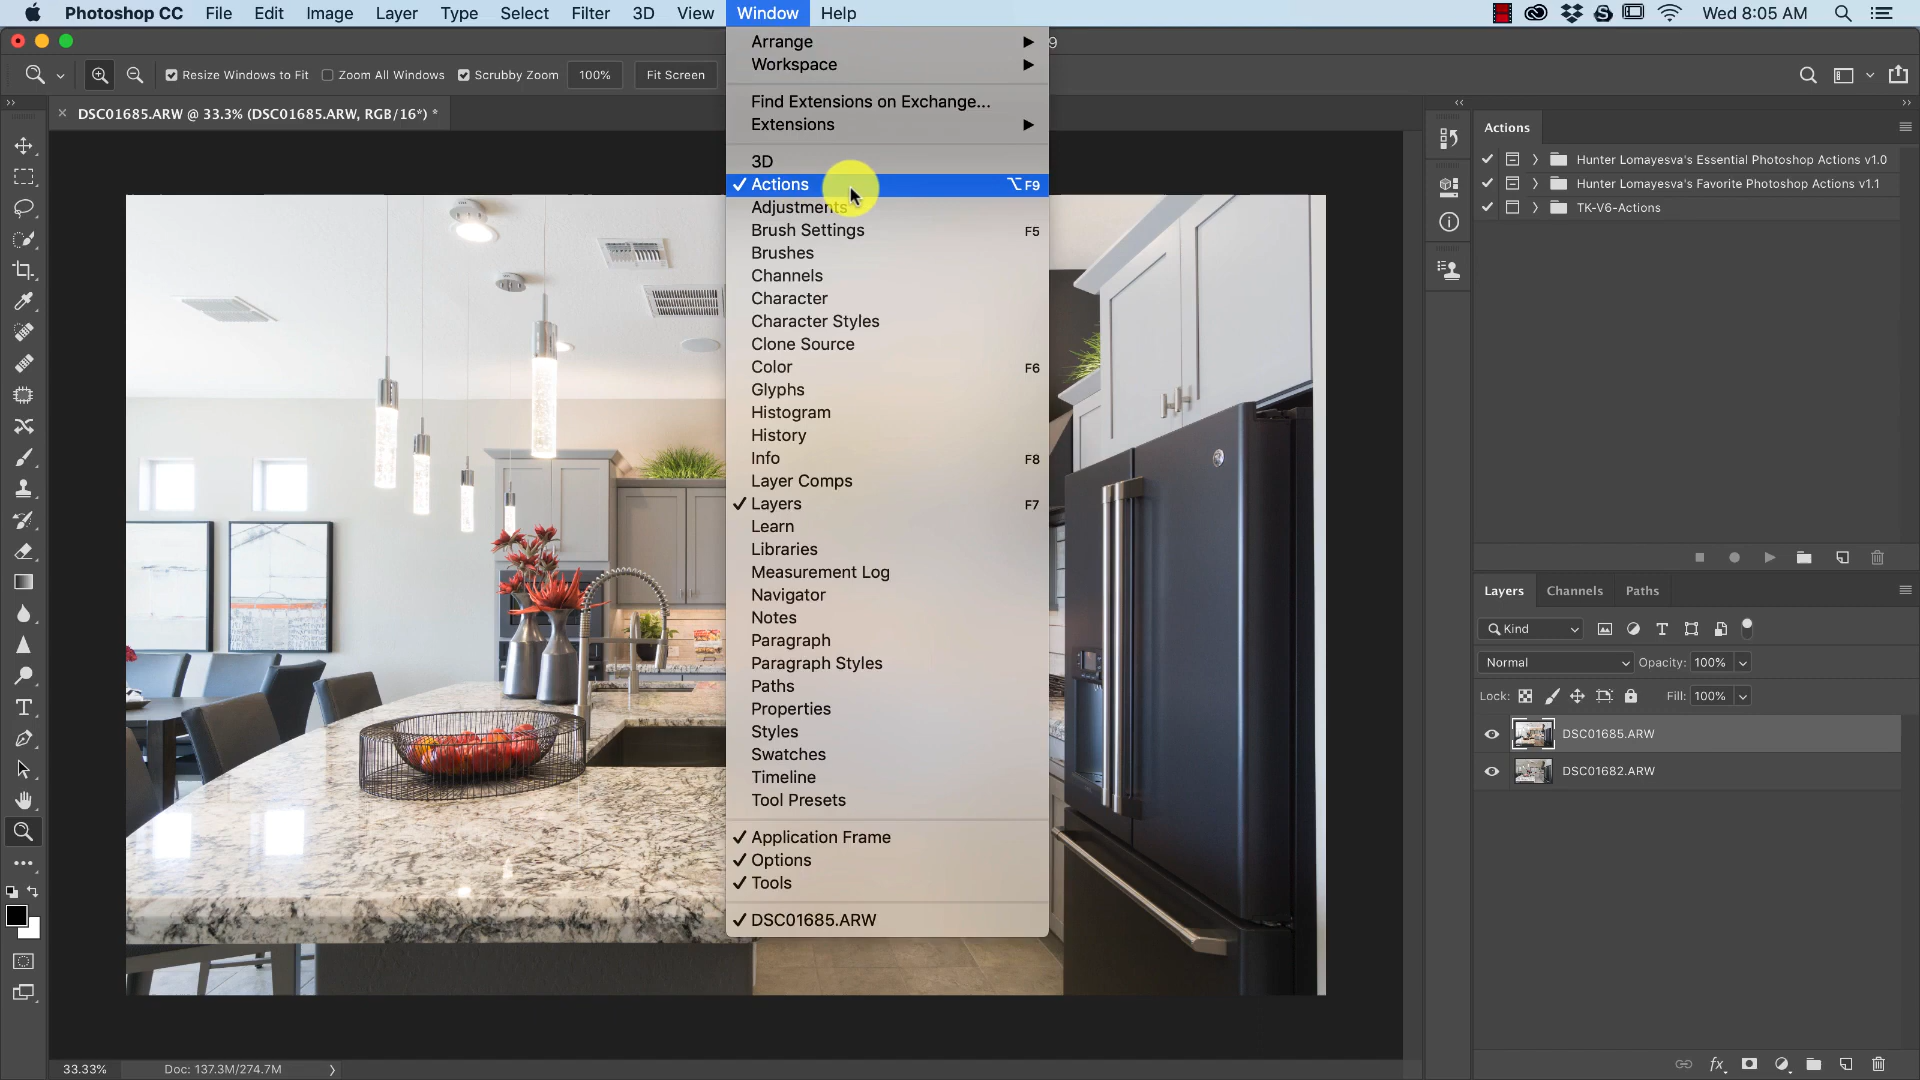 Photoshop CC File Edit Image Layer Type Select Filter 3D View Window Help Wed 8:05 AM
9
Resize Windows to Fit Zoom All Windows Scrubby Zoom 100% Fit Screen
DSC01685.ARW @ 33.3% (DSC01685.ARW, RGB/16*) *
Arrange
Workspace
Find Extensions on Exchange...
Extensions
3D
Actions ⌥F9
Adjustments
Brush Settings F5
Brushes
Channels
Character
Character Styles
Clone Source
Color F6
Glyphs
Histogram
History
Info F8
Layer Comps
Layers F7
Learn
Libraries
Measurement Log
Navigator
Notes
Paragraph
Paragraph Styles
Paths
Properties
Styles
Swatches
Timeline
Tool Presets
Application Frame
Options
Tools
DSC01685.ARW
Actions
Hunter Lomayesva's Essential Photoshop Actions v1.0
Hunter Lomayesva's Favorite Photoshop Actions v1.1
TK-V6-Actions
Layers Channels Paths
Kind
Normal Opacity: 100%
Lock: Fill: 100%
DSC01685.ARW
DSC01682.ARW
33.33% Doc: 137.3M/274.7M